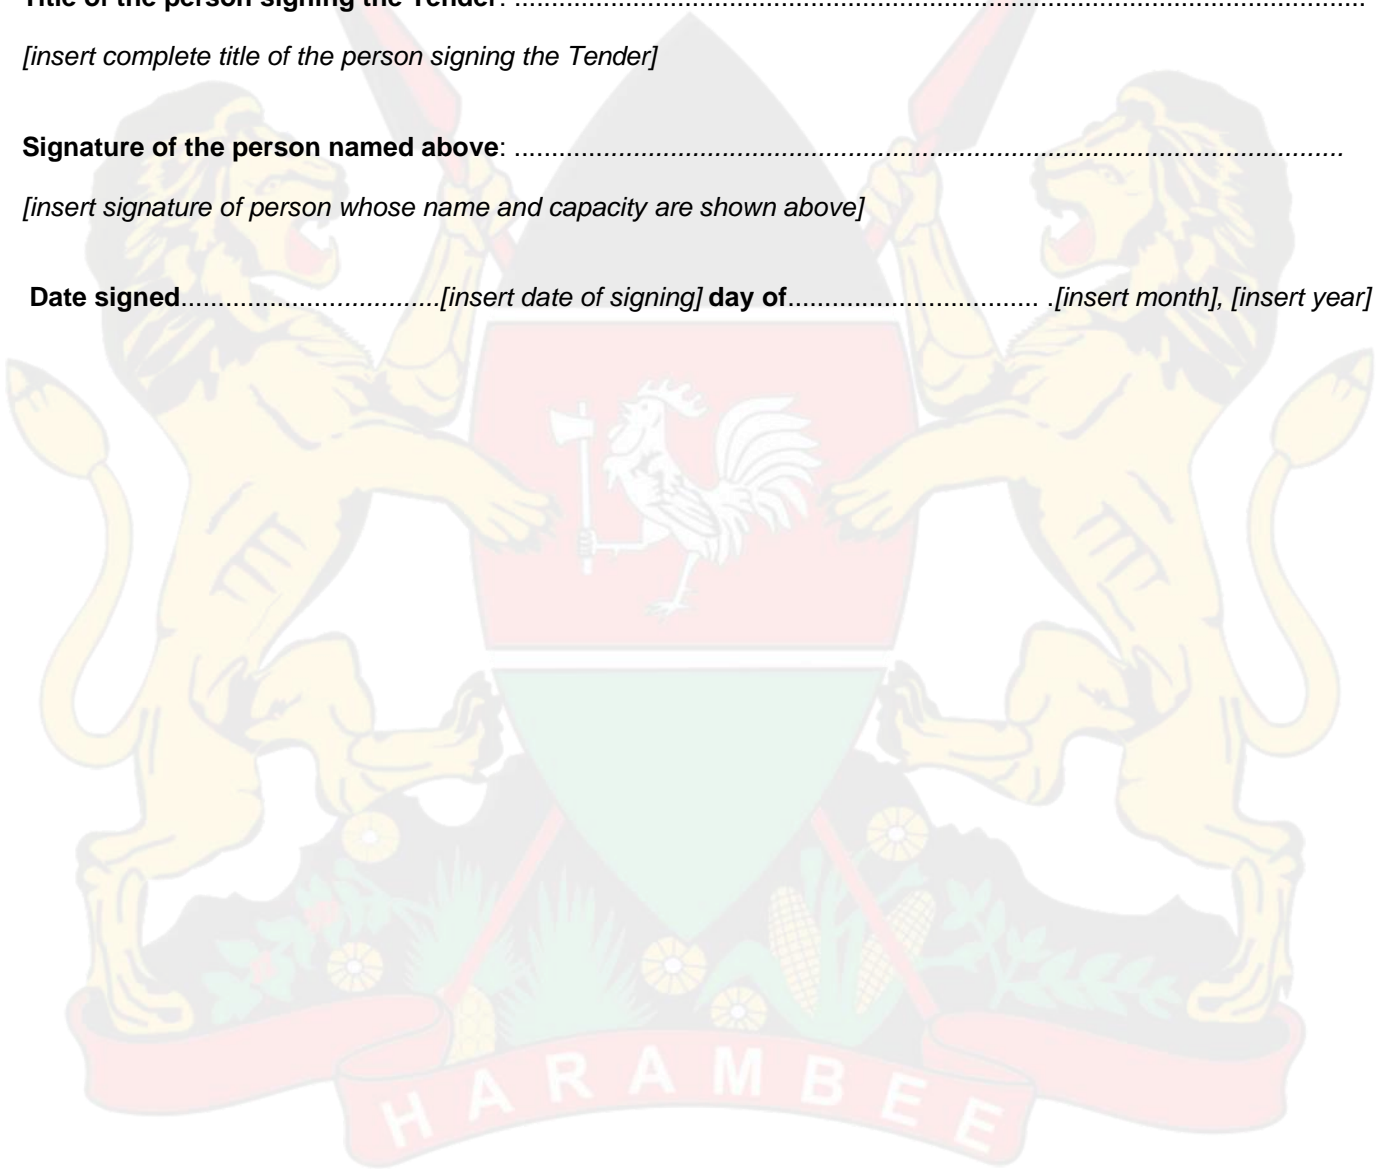 Title of the person signing the Tender: ..................................................................................................................
[insert complete title of the person signing the Tender]
Signature of the person named above: ...............................................................................................................
[insert signature of person whose name and capacity are shown above]
Date signed...................................[insert date of signing] day of.................................. .[insert month], [insert year]
HARAMBEE